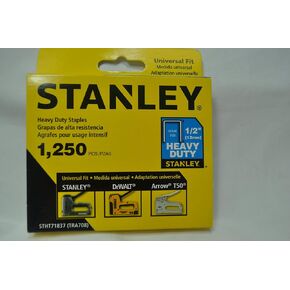 Universal Fit
Medida universal
Adaptation universelle
STANLEY®
Heavy Duty Staples
Grapas de alta resistencia
Agrafes pour usage intensif
1,250 PCS/PZAS
1/2"
(12mm)
HEAVY
DUTY
STANLEY
Universal Fit • Medida universal • Adaptation universelle
STANLEY® DeWALT® Arrow® T50®
STHT71837 (TRA708)